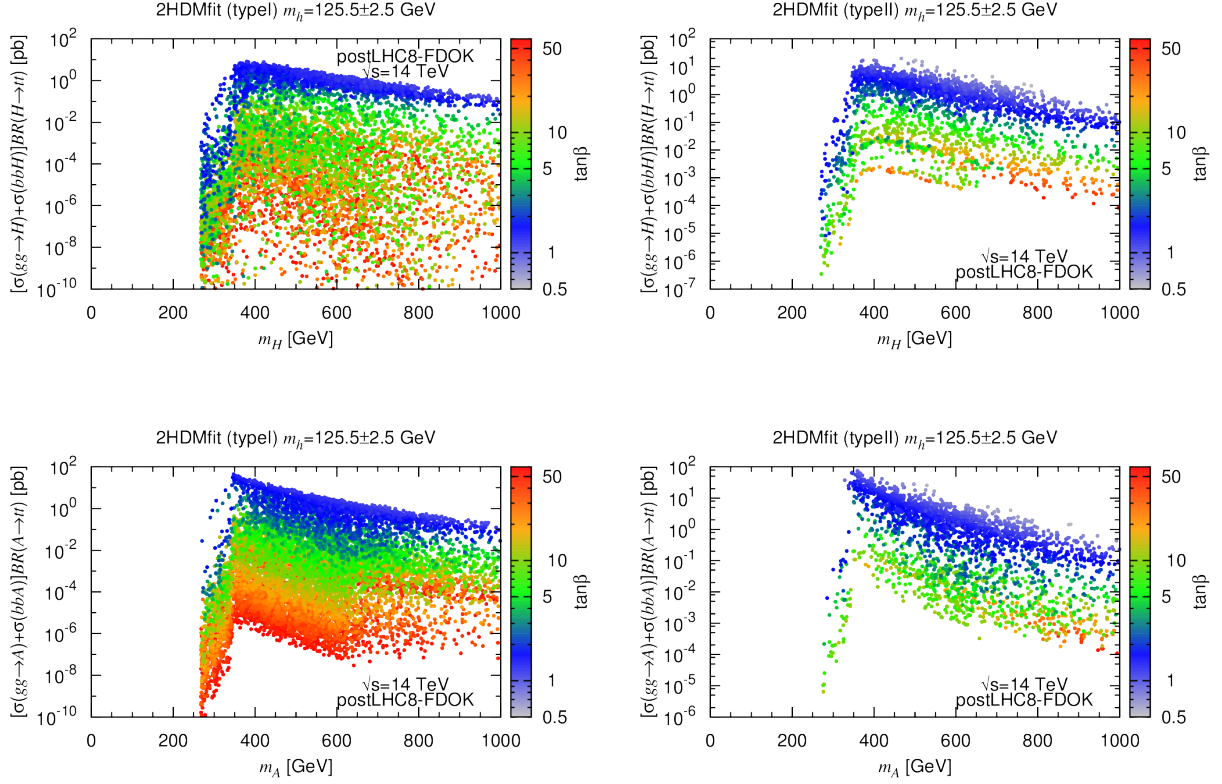 2HDMfit (typeI) m_h=125.5±2.5 GeV
[σ(gg→H)+σ(bbH)]BR(H→tt) [pb]
10^2
10^0
10^-2
10^-4
10^-6
10^-8
10^-10
postLHC8-FDOK
√s=14 TeV
0 200 400 600 800 1000
m_H [GeV]
50
10
5
1
0.5
tanβ
2HDMfit (typeII) m_h=125.5±2.5 GeV
[σ(gg→H)+σ(bbH)]BR(H→tt) [pb]
10^2
10^1
10^0
10^-1
10^-2
10^-3
10^-4
10^-5
10^-6
10^-7
√s=14 TeV
postLHC8-FDOK
0 200 400 600 800 1000
m_H [GeV]
50
10
5
1
0.5
tanβ
2HDMfit (typeI) m_h=125.5±2.5 GeV
[σ(gg→A)+σ(bbA)]BR(A→tt) [pb]
10^2
10^0
10^-2
10^-4
10^-6
10^-8
10^-10
√s=14 TeV
postLHC8-FDOK
0 200 400 600 800 1000
m_A [GeV]
50
10
5
1
0.5
tanβ
2HDMfit (typeII) m_h=125.5±2.5 GeV
[σ(gg→A)+σ(bbA)]BR(A→tt) [pb]
10^2
10^1
10^0
10^-1
10^-2
10^-3
10^-4
10^-5
10^-6
√s=14 TeV
postLHC8-FDOK
0 200 400 600 800 1000
m_A [GeV]
50
10
5
1
0.5
tanβ